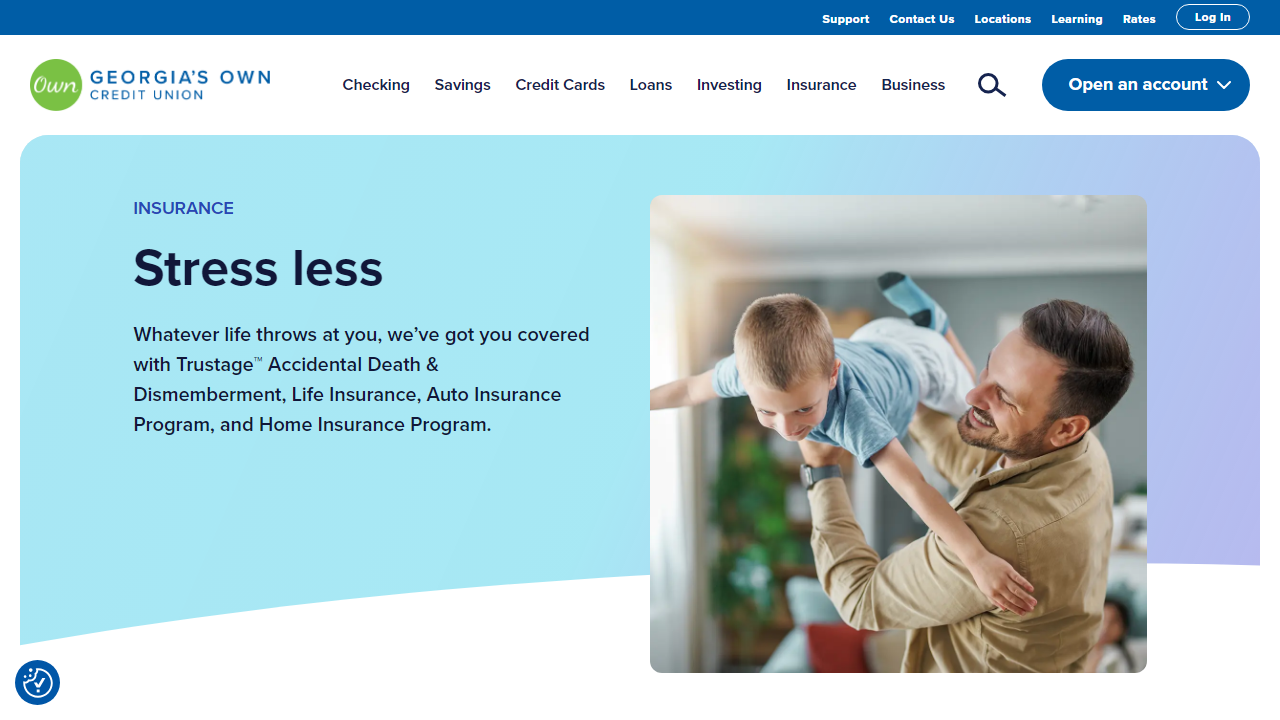 Support Contact Us Locations Learning Rates Log In
Own GEORGIA'S OWN
CREDIT UNION
Checking Savings Credit Cards Loans Investing Insurance Business Open an account
INSURANCE
Stress less
Whatever life throws at you, we’ve got you covered
with Trustage™ Accidental Death &
Dismemberment, Life Insurance, Auto Insurance
Program, and Home Insurance Program.